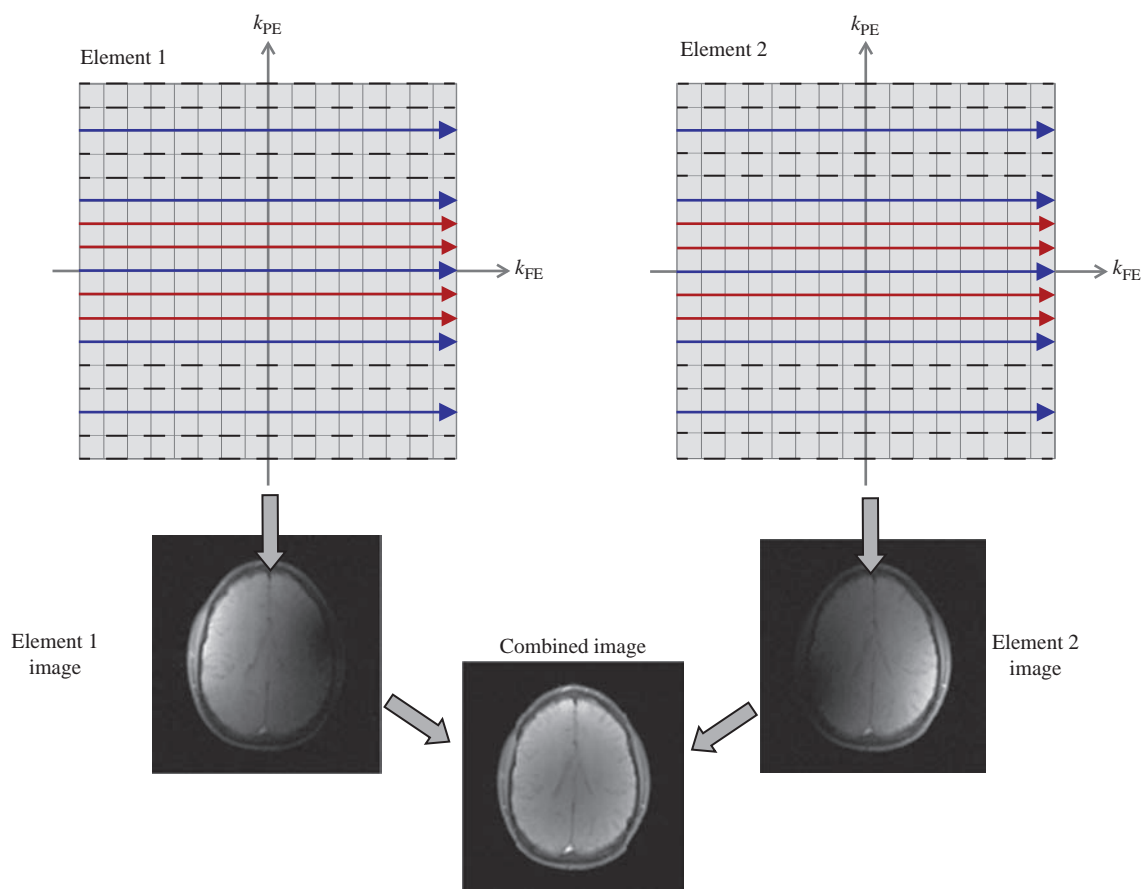 k_PE
Element 1
k_FE
k_PE
Element 2
k_FE
Element 1
image
Combined image
Element 2
image